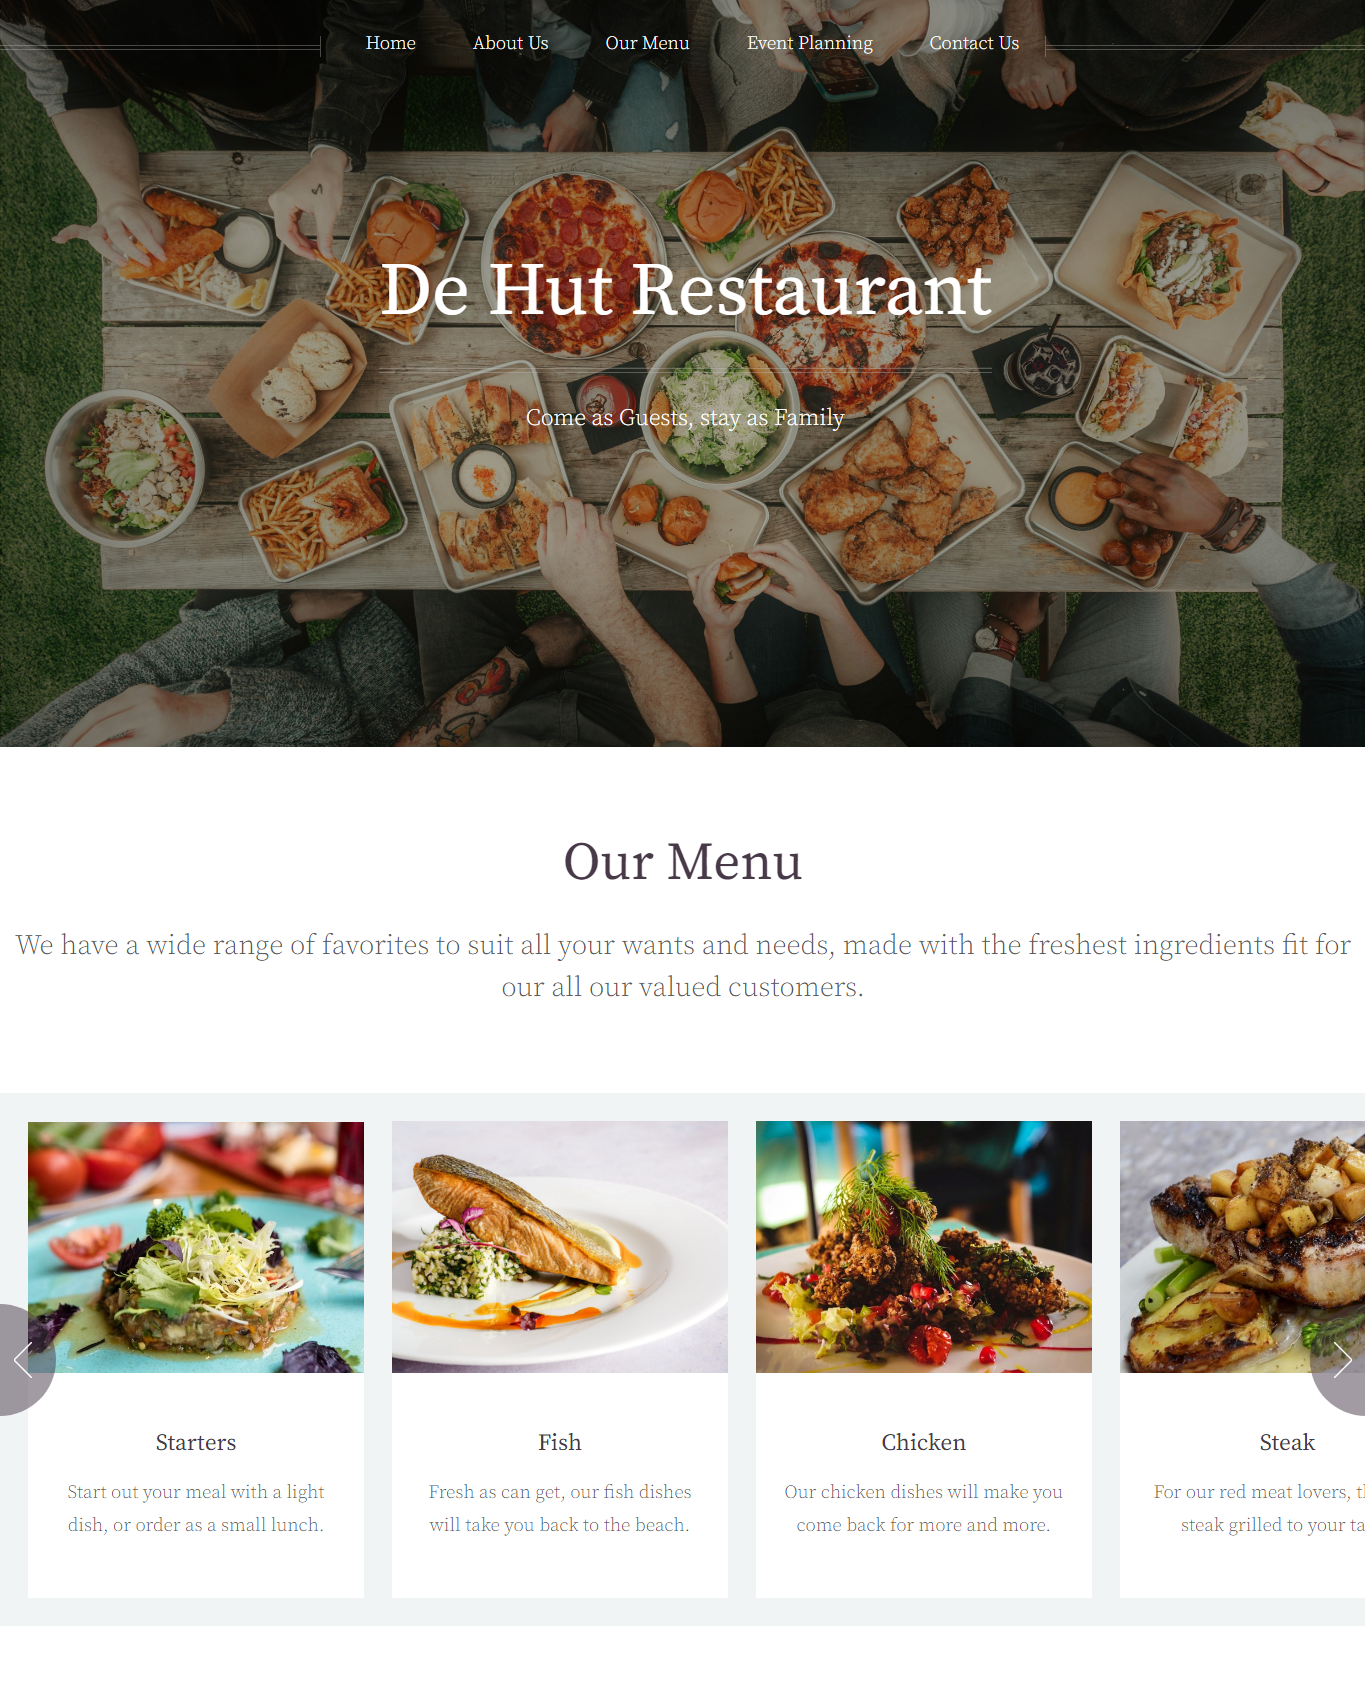 Home About Us Our Menu Event Planning Contact Us
De Hut Restaurant
Come as Guests, stay as Family
Our Menu
We have a wide range of favorites to suit all your wants and needs, made with the freshest ingredients fit for
our all our valued customers.
Starters
Start out your meal with a light
dish, or order as a small lunch.
Fish
Fresh as can get, our fish dishes
will take you back to the beach.
Chicken
Our chicken dishes will make you
come back for more and more.
Steak
For our red meat lovers,
steak grilled to your